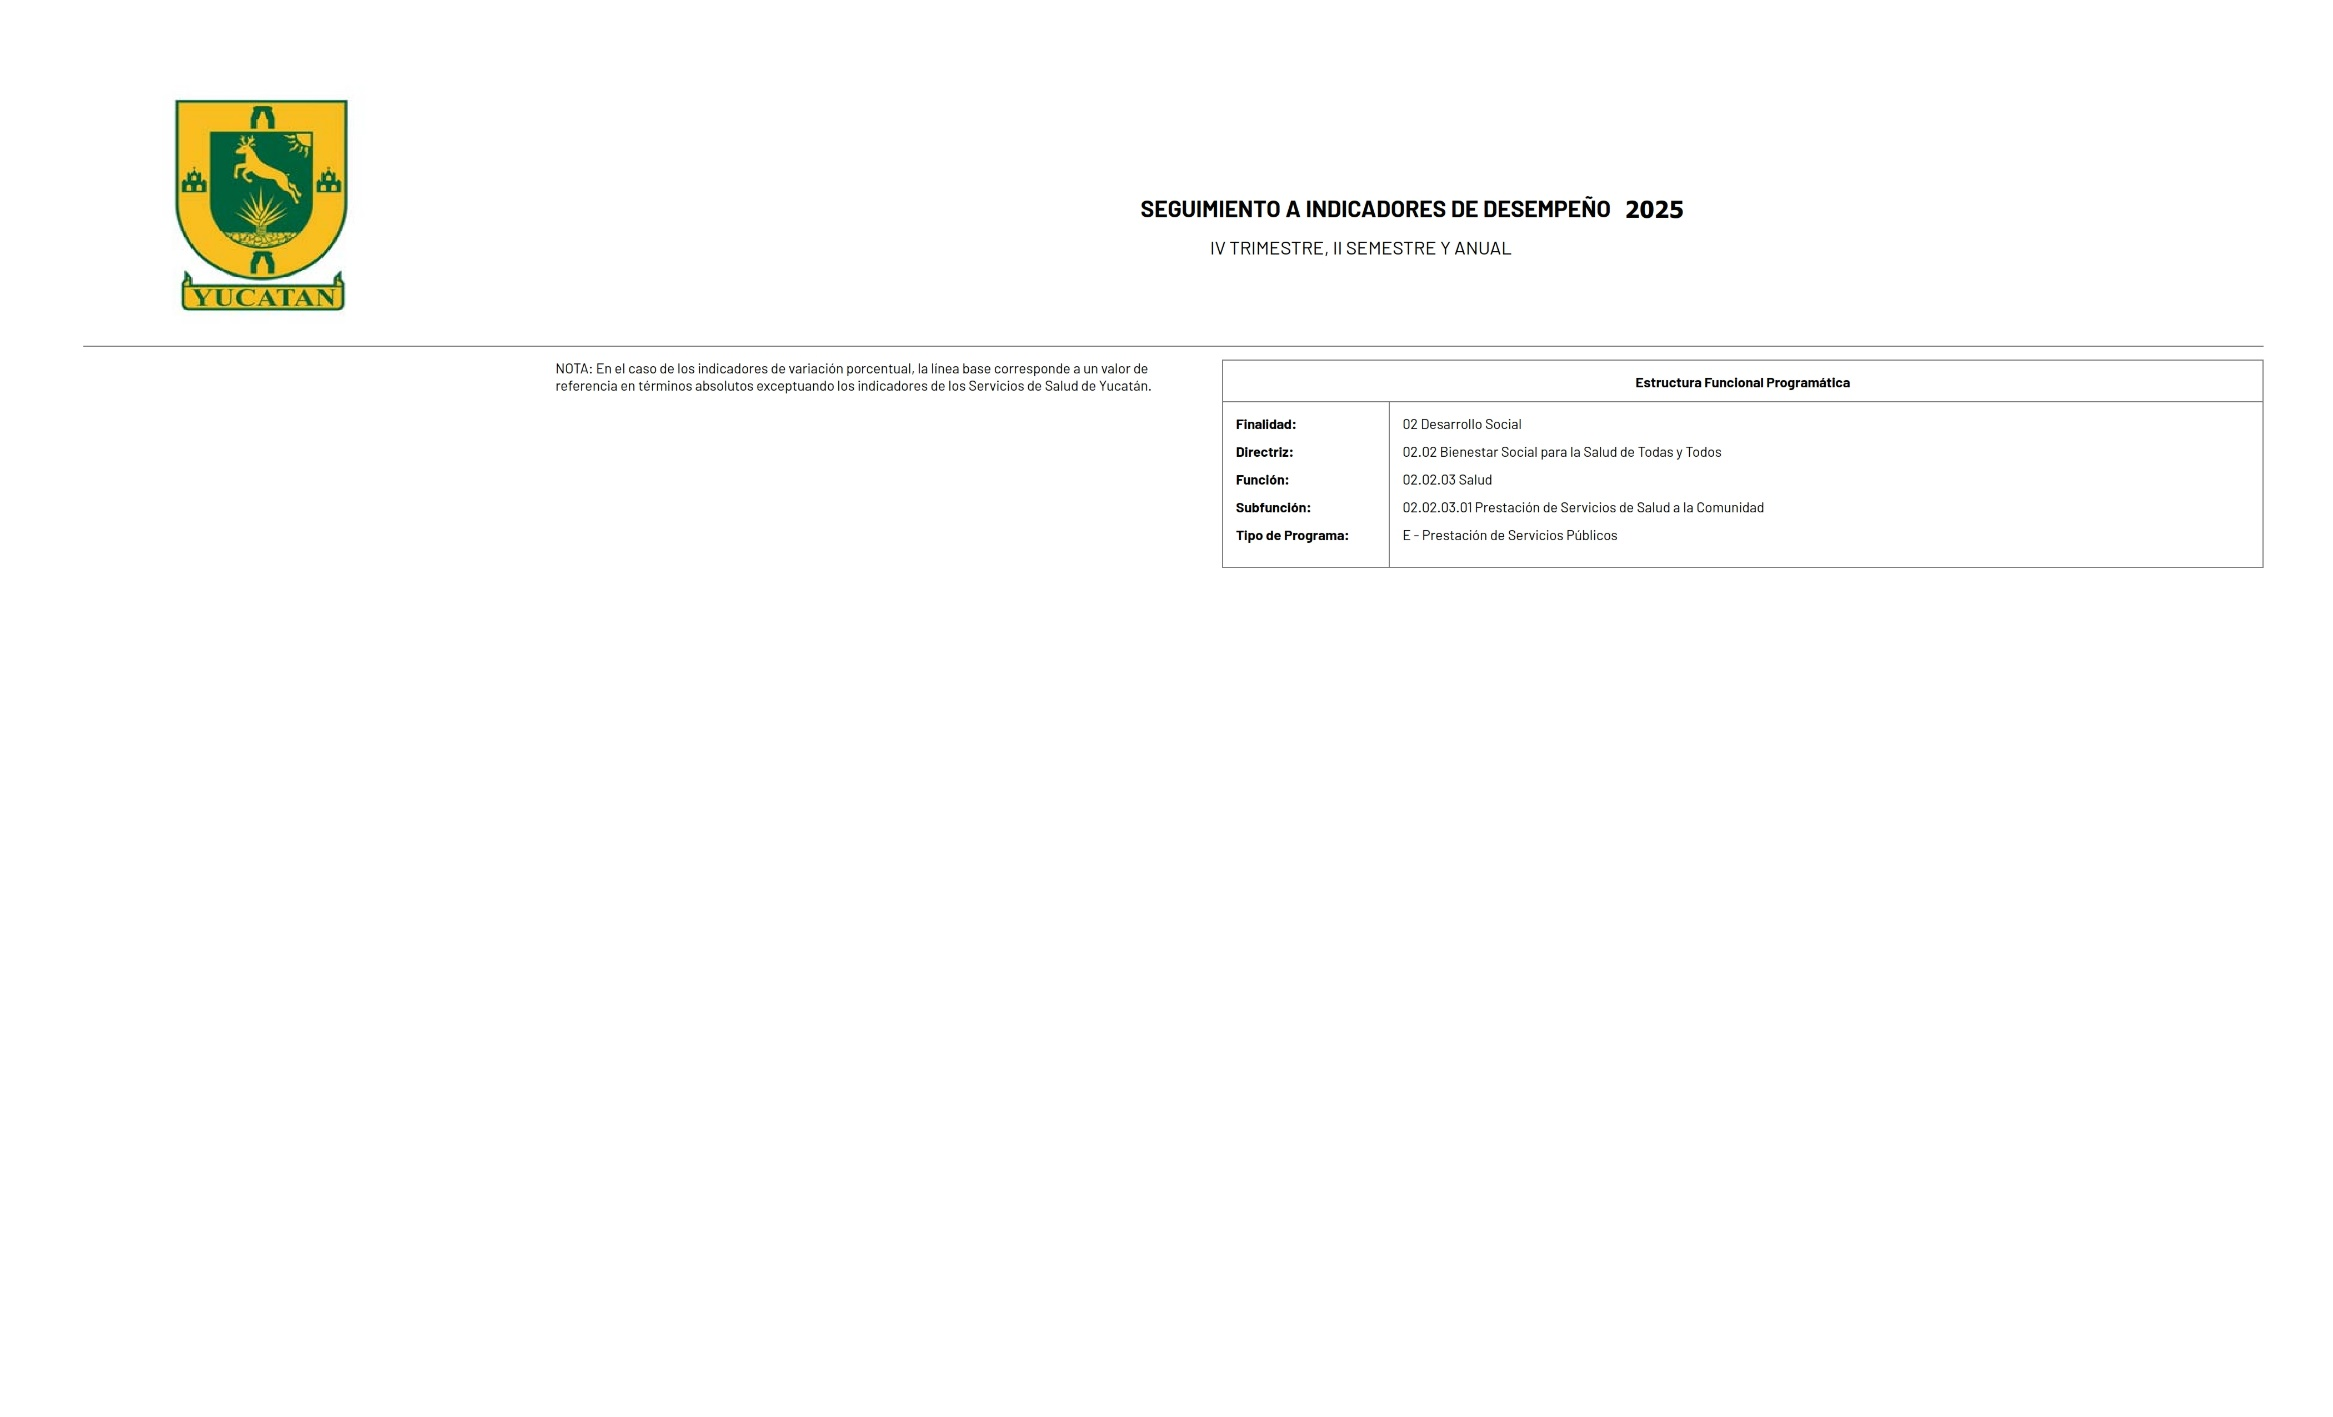 YUCATAN
SEGUIMIENTO A INDICADORES DE DESEMPEÑO 2025
IV TRIMESTRE, II SEMESTRE Y ANUAL
NOTA: En el caso de los indicadores de variación porcentual, la línea base corresponde a un valor de
referencia en términos absolutos exceptuando los indicadores de los Servicios de Salud de Yucatán.
Estructura Funcional Programática
Finalidad: 02 Desarrollo Social
Directriz: 02.02 Bienestar Social para la Salud de Todas y Todos
Función: 02.02.03 Salud
Subfunción: 02.02.03.01 Prestación de Servicios de Salud a la Comunidad
Tipo de Programa: E - Prestación de Servicios Públicos